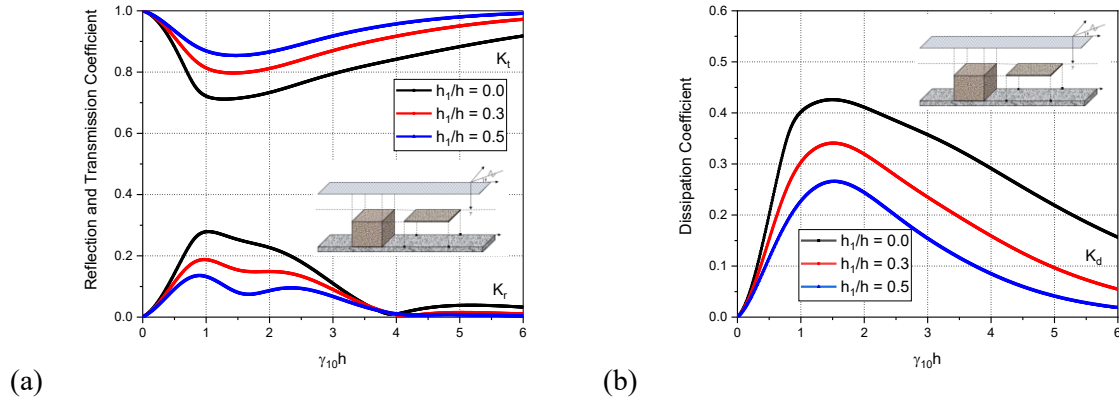 Reflection and Transmission Coefficient
1.0
0.8
0.6
0.4
0.2
0.0
0
1
2
3
4
5
6
γ₁₀h
Kₜ
h₁/h = 0.0
h₁/h = 0.3
h₁/h = 0.5
Kᵣ
(a)
Dissipation Coefficient
0.6
0.5
0.4
0.3
0.2
0.1
0.0
0
1
2
3
4
5
6
γ₁₀h
h₁/h = 0.0
h₁/h = 0.3
h₁/h = 0.5
K_d
(b)